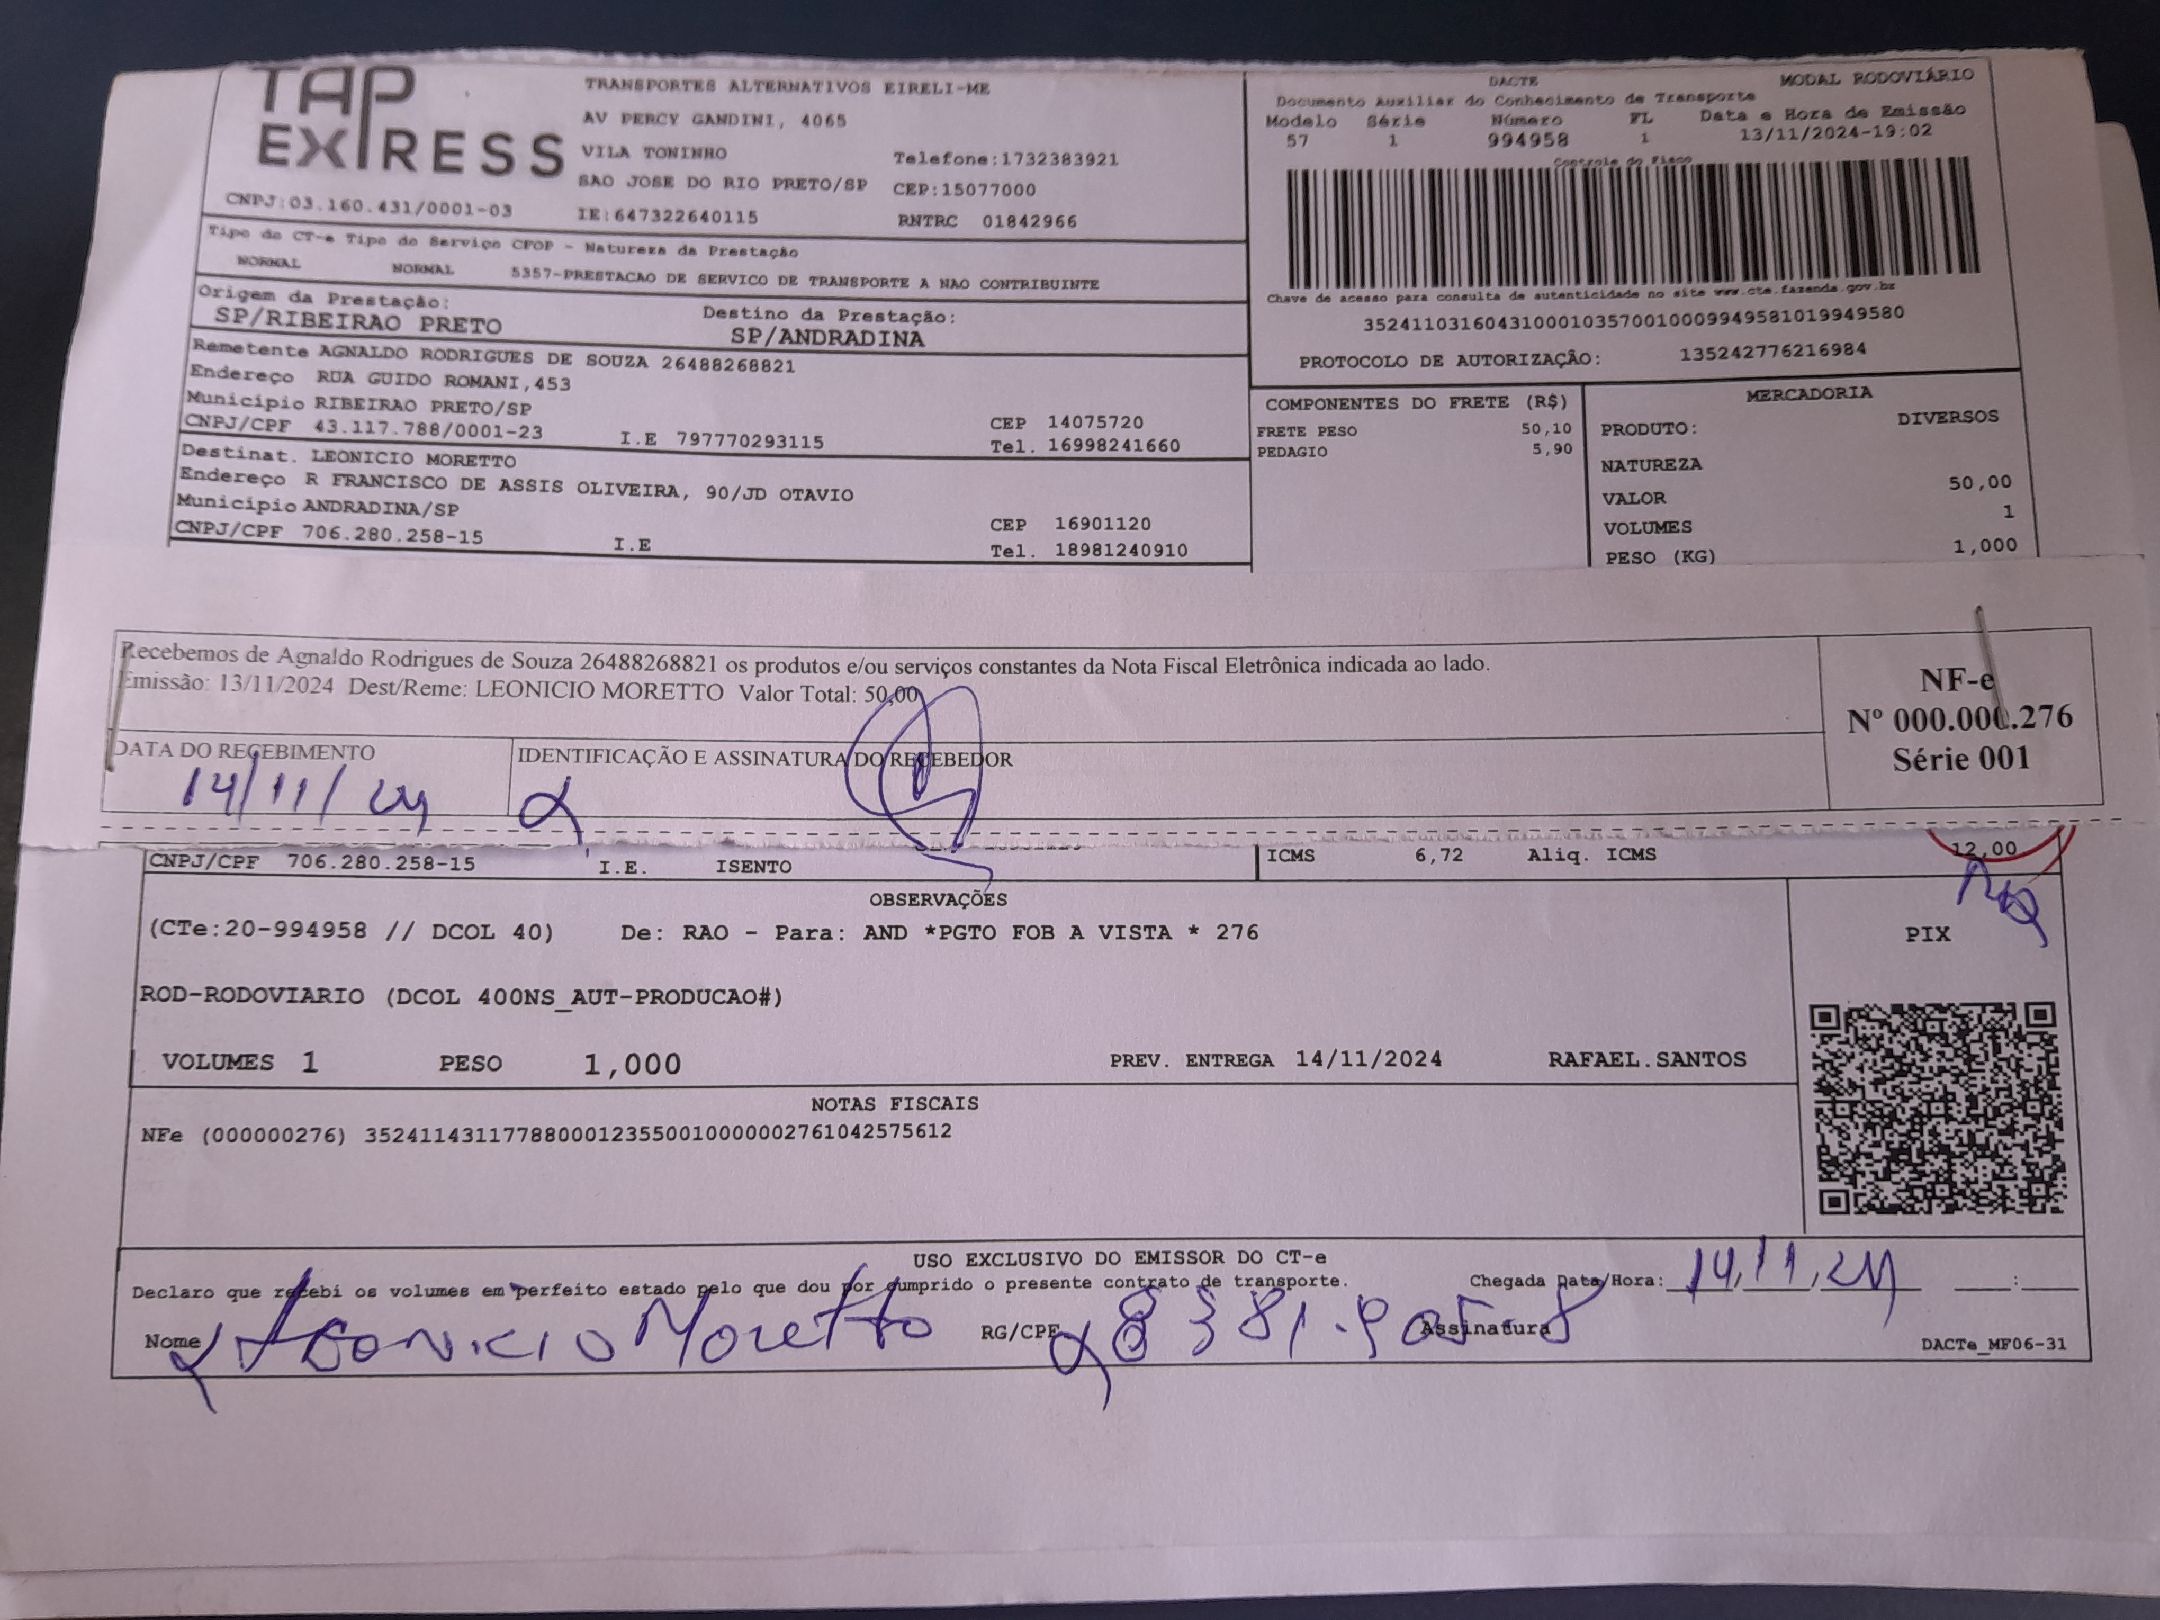 TAP EXPRESS
TRANSPORTES ALTERNATIVOS EIRELI-ME
AV PERCY GANDINI, 4065
VILA TONINHO Telefone:1732383921
SAO JOSE DO RIO PRETO/SP CEP:15077000
CNPJ:03.160.431/0001-03 IE:647322640115 RNTRC 01842966
Tipo do CT-e Tipo do Serviço CFOP - Natureza da Prestação
NORMAL NORMAL 5357-PRESTACAO DE SERVICO DE TRANSPORTE A NAO CONTRIBUINTE
Origem da Prestação: Destino da Prestação:
SP/RIBEIRAO PRETO SP/ANDRADINA
Remetente AGNALDO RODRIGUES DE SOUZA 26488268821
Endereço RUA GUIDO ROMANI,453
Município RIBEIRAO PRETO/SP CEP 14075720
CNPJ/CPF 43.117.788/0001-23 I.E 797770293115 Tel. 16998241660
Destinat. LEONICIO MORETTO
Endereço R FRANCISCO DE ASSIS OLIVEIRA, 90/JD OTAVIO
Município ANDRADINA/SP CEP 16901120
CNPJ/CPF 706.280.258-15 I.E Tel. 18981240910
DACTE MODAL RODOVIÁRIO
Documento Auxiliar do Conhecimento de Transporte
Modelo Série Número FL Data e Hora de Emissão
57 1 994958 1 13/11/2024-19:02
Controle do Fisco
Chave de acesso para consulta de autenticidade no site www.cte.fazenda.gov.br
35241103160431000103570010009949581019949580
PROTOCOLO DE AUTORIZAÇÃO: 135242776216984
COMPONENTES DO FRETE (R$)
FRETE PESO 50,10
PEDAGIO 5,90
MERCADORIA
PRODUTO: DIVERSOS
NATUREZA
VALOR 50,00
VOLUMES 1
PESO (KG) 1,000
Recebemos de Agnaldo Rodrigues de Souza 26488268821 os produtos e/ou serviços constantes da Nota Fiscal Eletrônica indicada ao lado.
Emissão: 13/11/2024 Dest/Reme: LEONICIO MORETTO Valor Total: 50,00
DATA DO RECEBIMENTO IDENTIFICAÇÃO E ASSINATURA DO RECEBEDOR
14/11/24
NF-e
Nº 000.000.276
Série 001
CNPJ/CPF 706.280.258-15 I.E. ISENTO ICMS 6,72 Aliq. ICMS 12,00
OBSERVAÇÕES
(CTe:20-994958 // DCOL 40) De: RAO - Para: AND *PGTO FOB A VISTA * 276
ROD-RODOVIARIO (DCOL 400NS_AUT-PRODUCAO#)
VOLUMES 1 PESO 1,000 PREV. ENTREGA 14/11/2024 RAFAEL.SANTOS
PIX
NOTAS FISCAIS
NFe (000000276) 35241143117788000123550010000002761042575612
USO EXCLUSIVO DO EMISSOR DO CT-e
Declaro que recebi os volumes em perfeito estado pelo que dou por cumprido o presente contrato de transporte. Chegada Data/Hora: 14,11,24 :
Nome Leonicio Moretto RG/CPF 8381.905-8 Assinatura DACTe_MF06-31